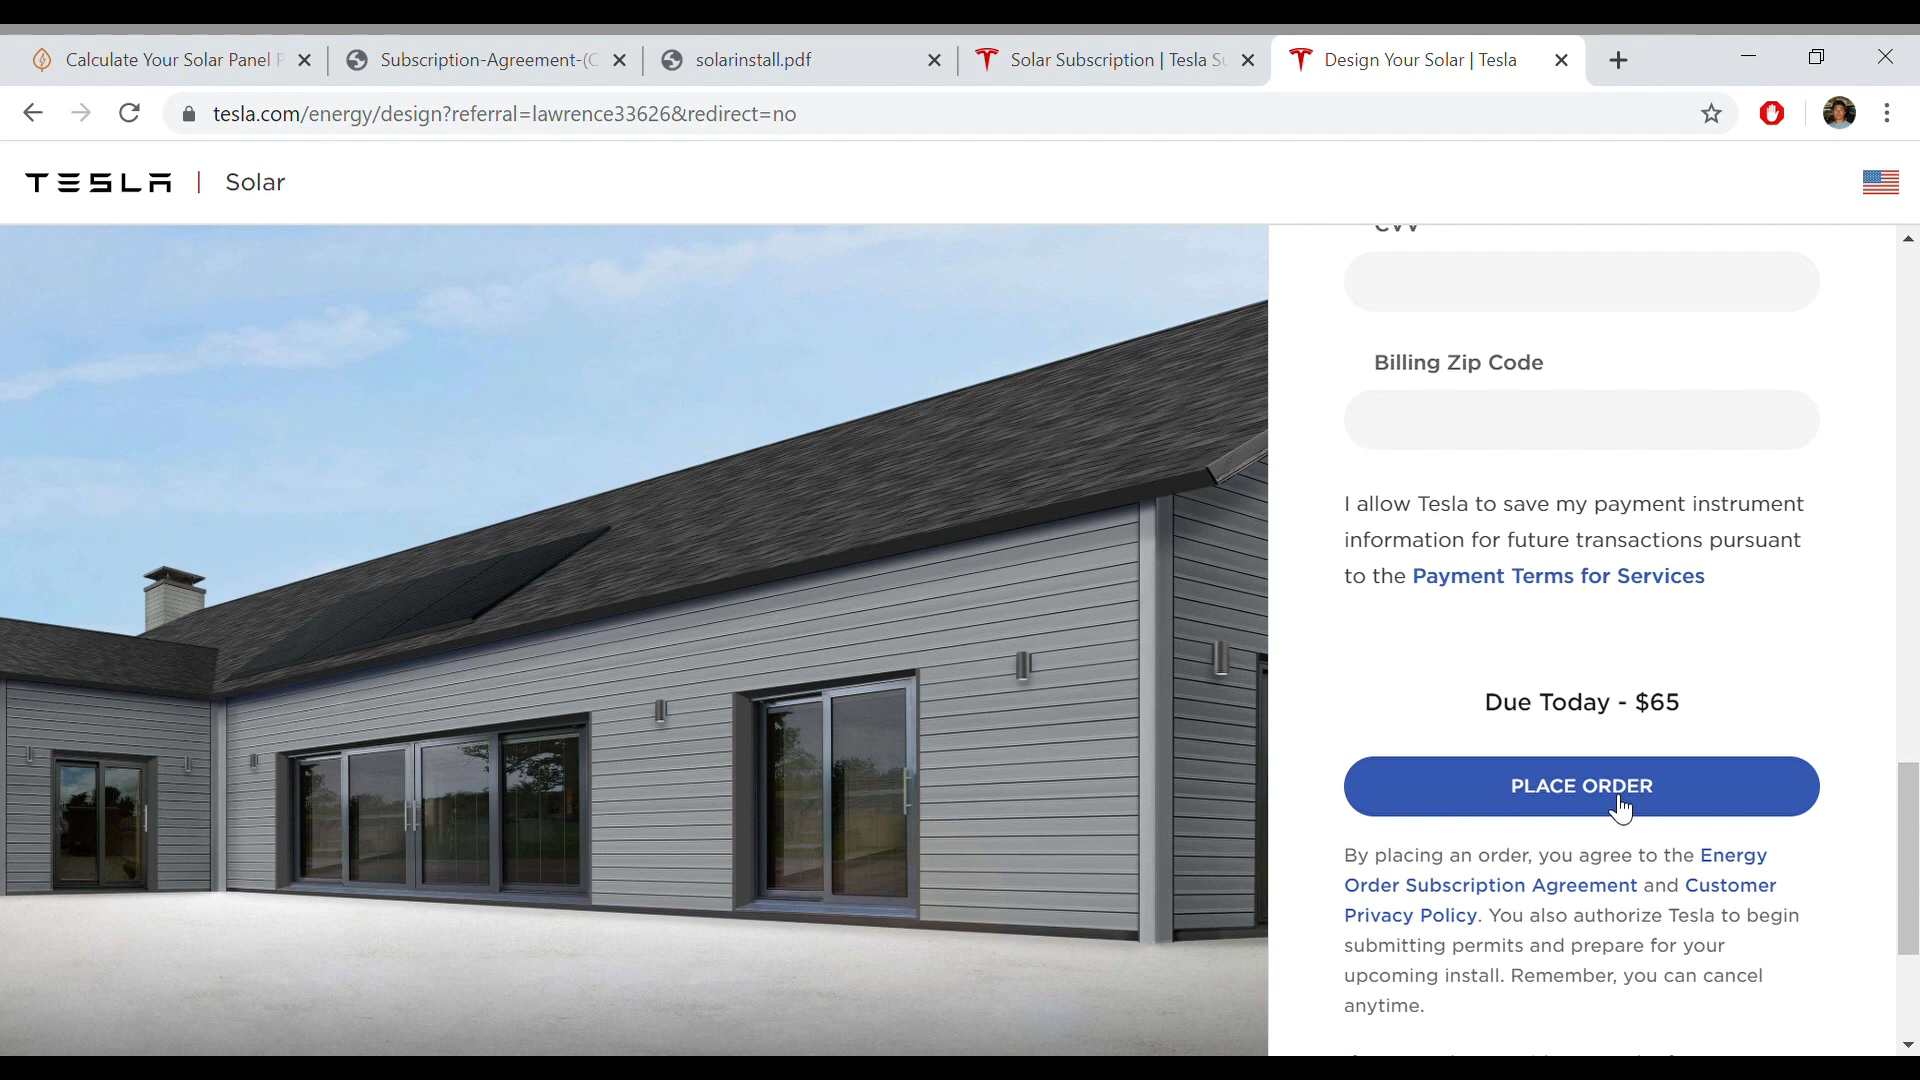 Calculate Your Solar Panel P
Subscription-Agreement-(C
solarinstall.pdf
Solar Subscription | Tesla Su
Design Your Solar | Tesla
tesla.com/energy/design?referral=lawrence33626&redirect=no
TESLA | Solar
CVV
Billing Zip Code
I allow Tesla to save my payment instrument
information for future transactions pursuant
to the Payment Terms for Services
Due Today - $65
PLACE ORDER
By placing an order, you agree to the Energy
Order Subscription Agreement and Customer
Privacy Policy. You also authorize Tesla to begin
submitting permits and prepare for your
upcoming install. Remember, you can cancel
anytime.